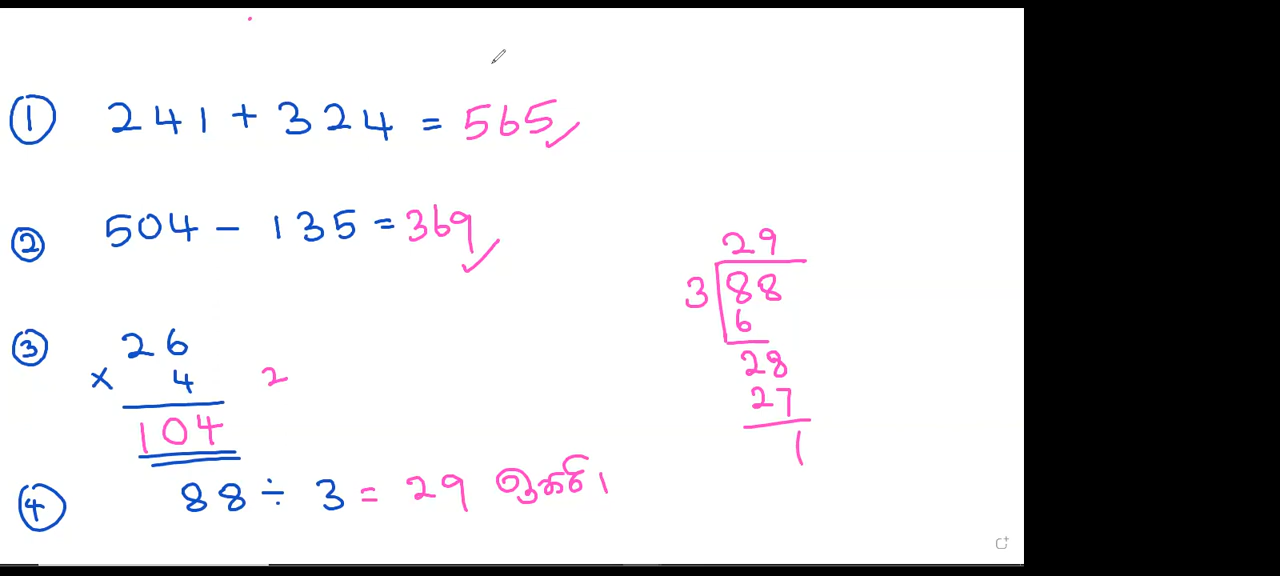 ① 241 + 324 = 565
② 504 - 135 = 369
③ 26
× 4 2
104
④ 88 ÷ 3 = 29 1
29
3 88
6
28
27
1